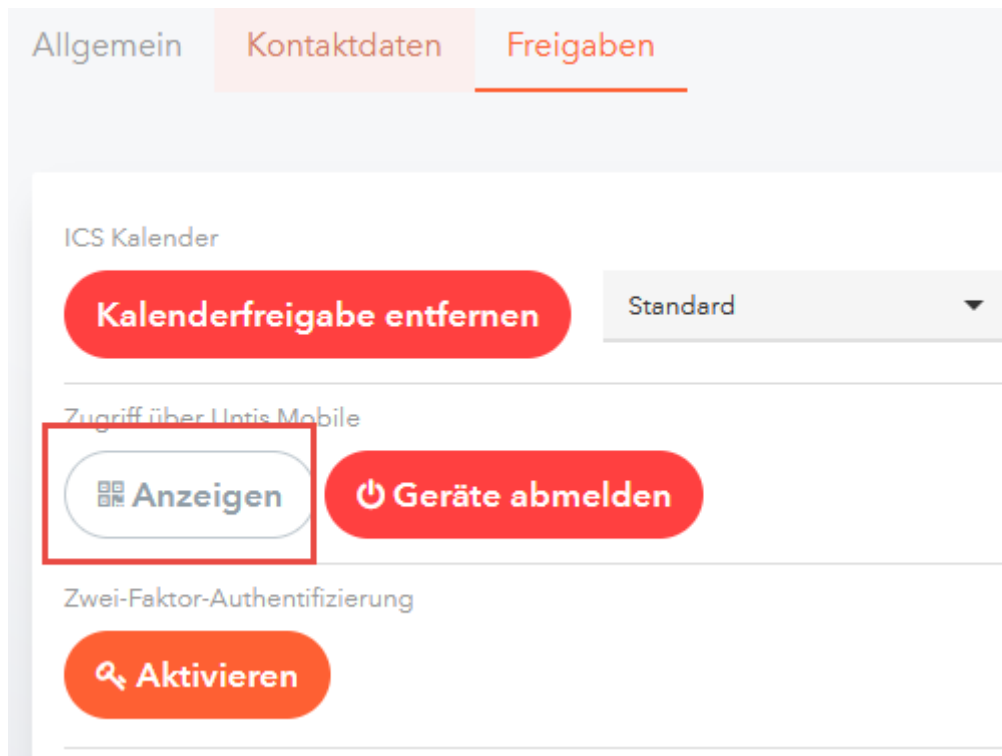 Allgemein Kontaktdaten Freigaben
ICS Kalender
Kalenderfreigabe entfernen Standard
Zugriff über Untis Mobile
Anzeigen Geräte abmelden
Zwei-Faktor-Authentifizierung
Aktivieren